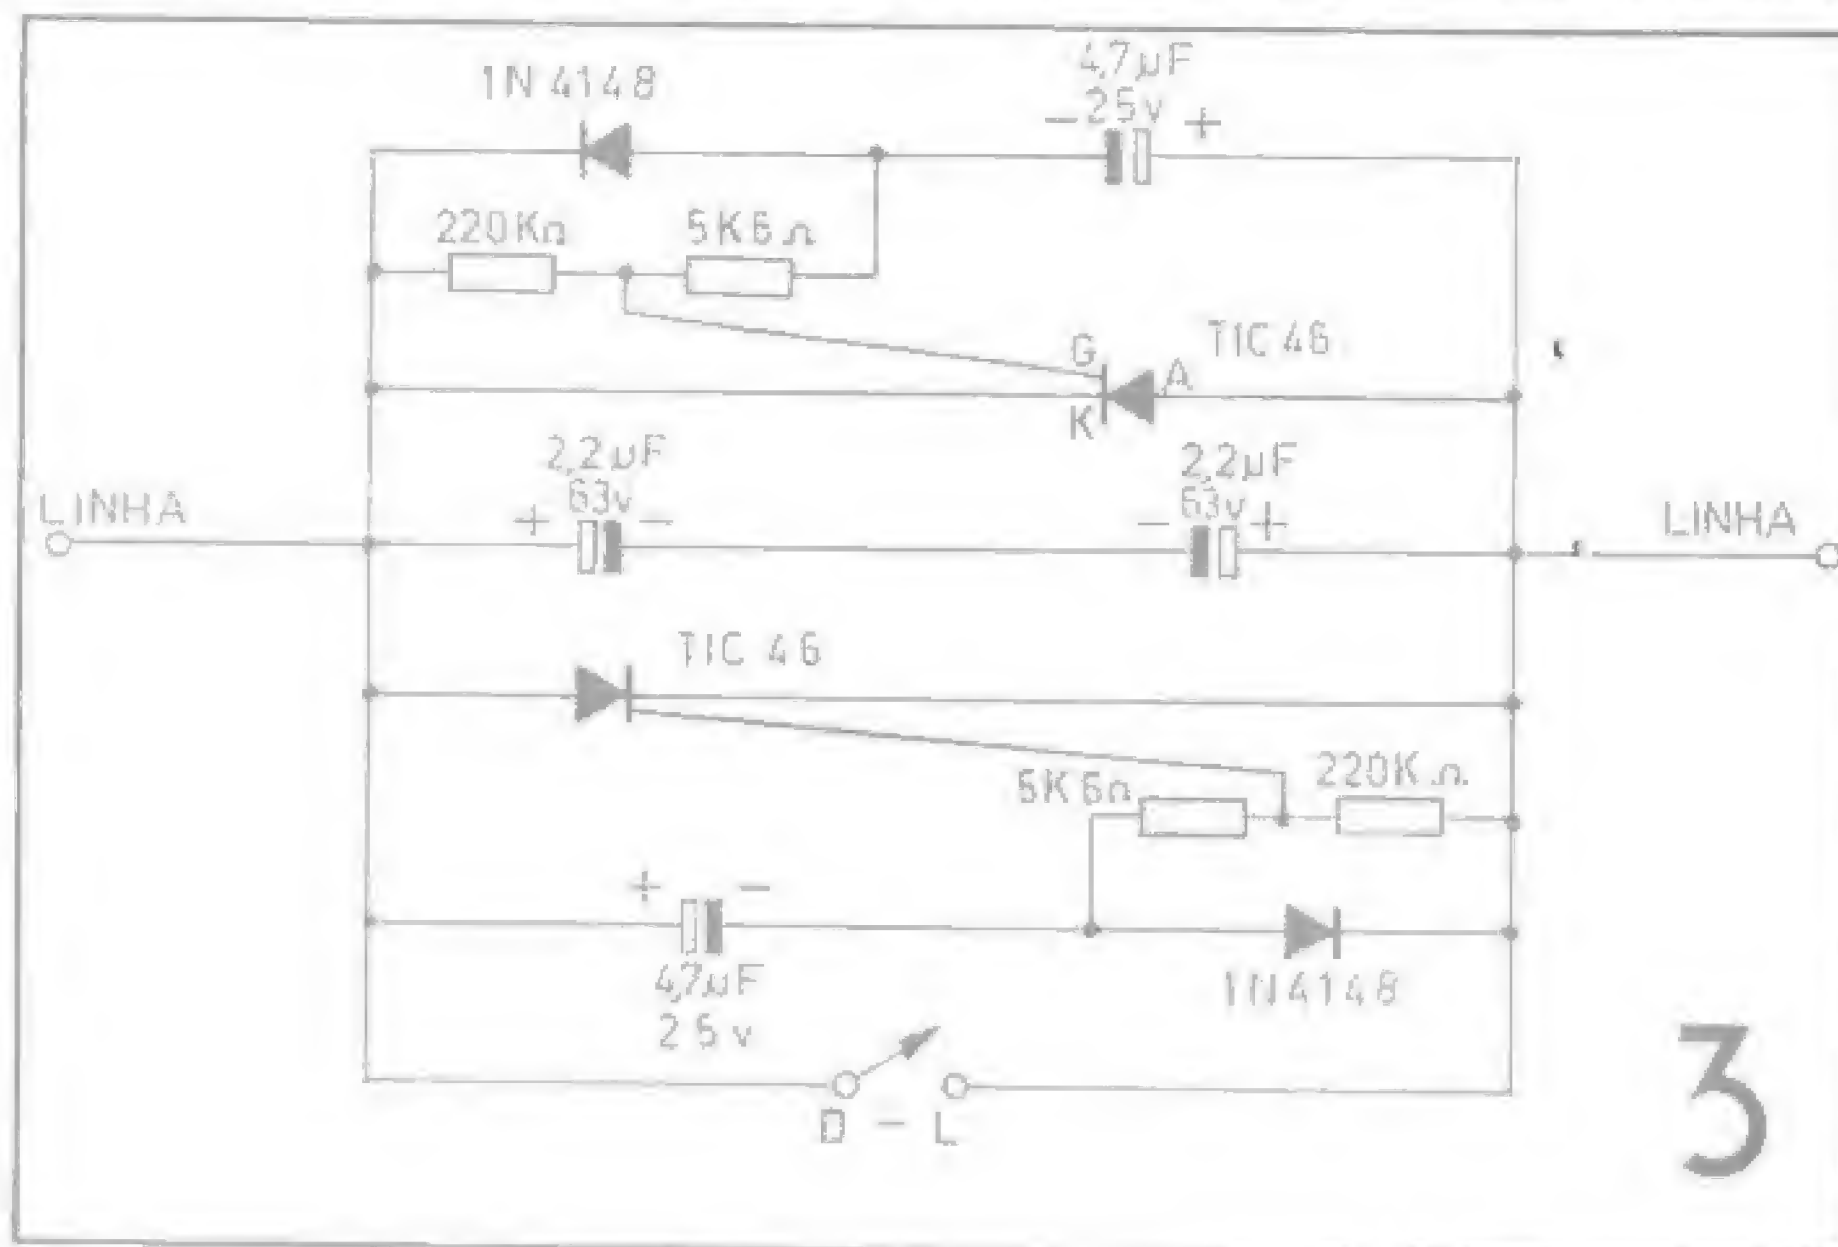 1N 4148
4,7µF
- 25v +
220KΩ
5K6Ω
G
A
K
TIC 46
2,2µF
63v
+ -
2,2µF
63v
- +
LINHA
LINHA
TIC 46
5K6Ω
220KΩ
+ -
4,7µF
25v
1N4148
D - L
3